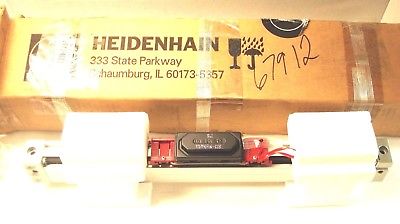 HEIDENHAIN
333 State Parkway
Schaumburg, IL 60173-5357
67912